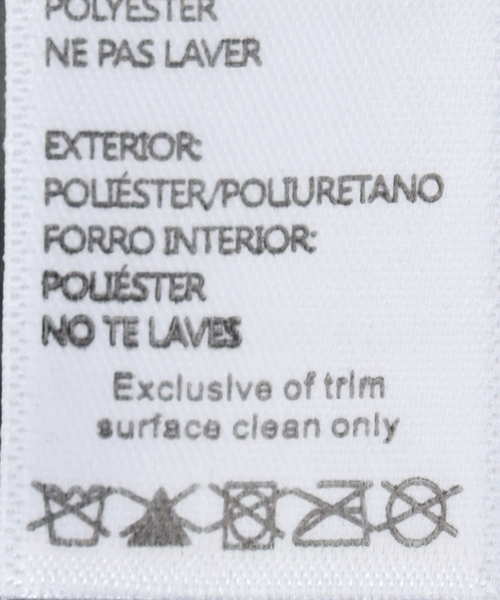 POLYESTER
NE PAS LAVER
EXTERIOR:
POLIÉSTER/POLIURETANO
FORRO INTERIOR:
POLIÉSTER
NO TE LAVES
Exclusive of trim
surface clean only